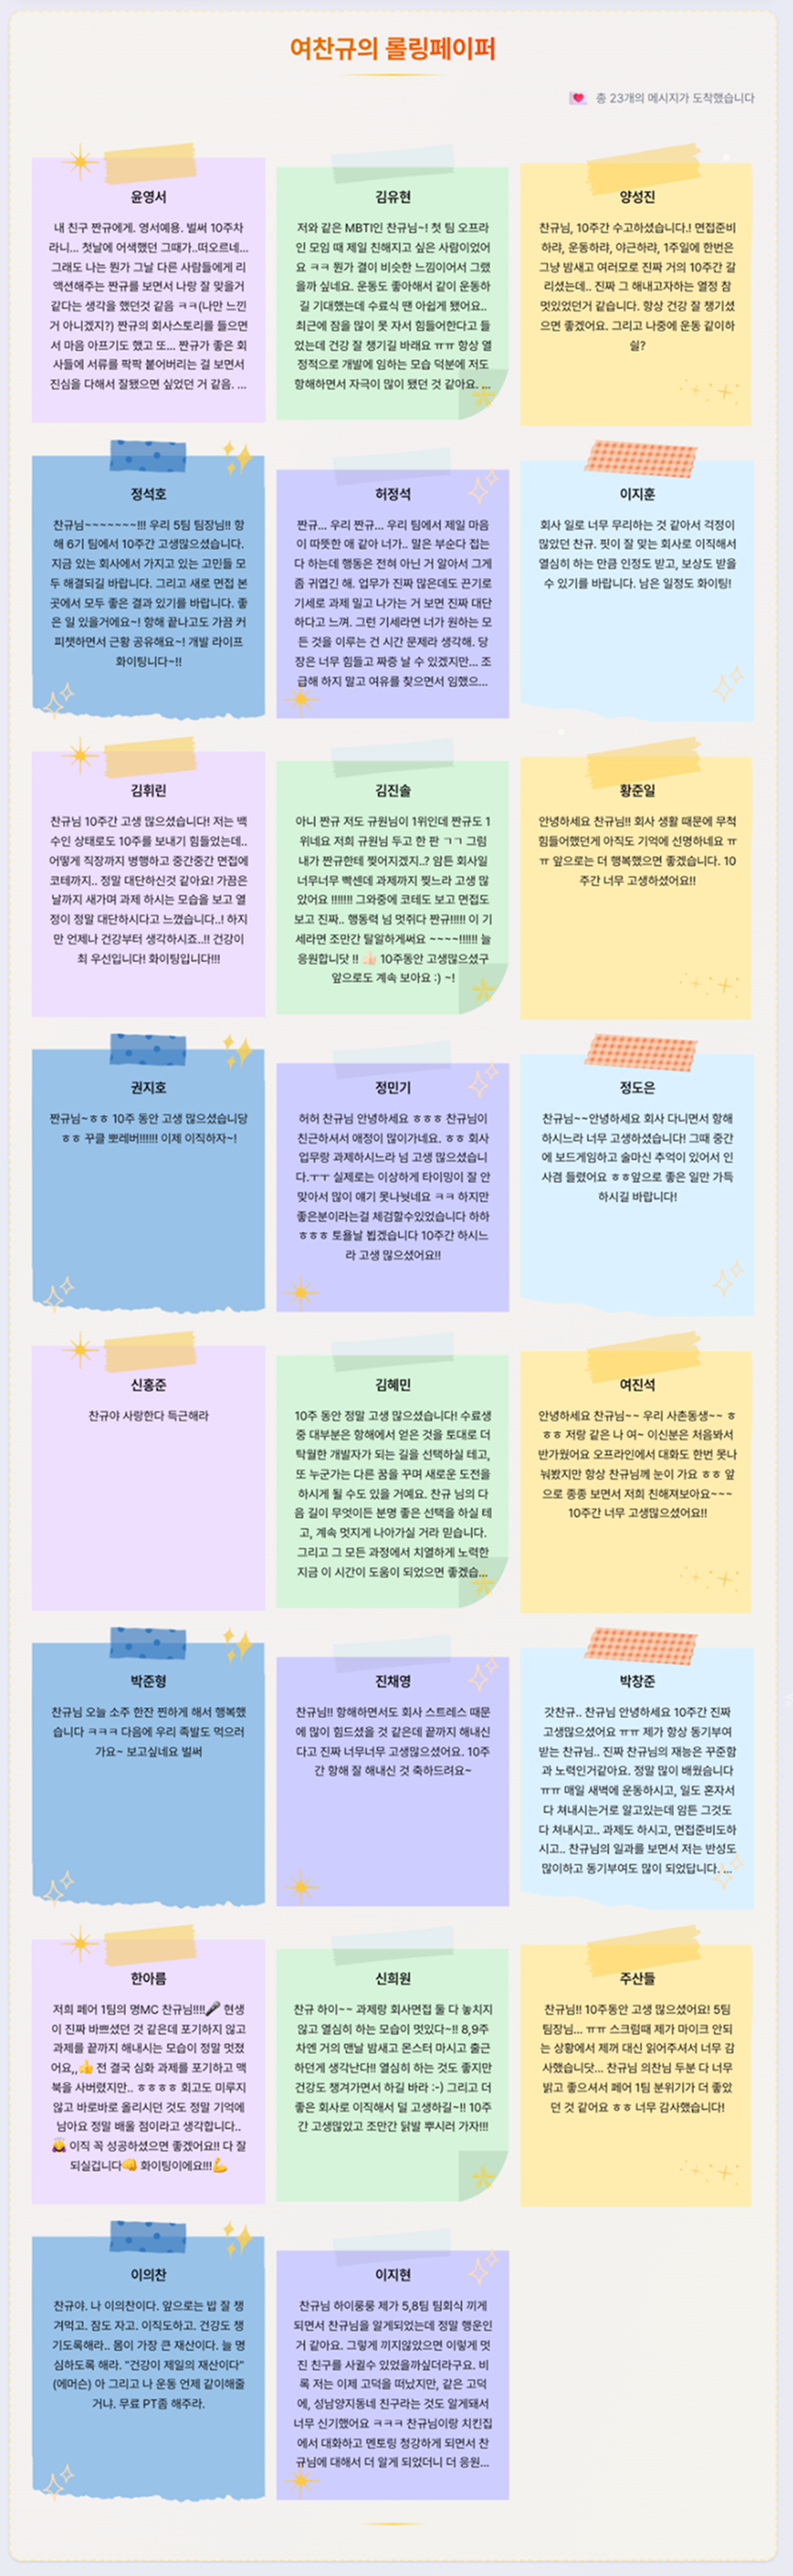 여찬규의 롤링페이퍼
총 23개의 메시지가 도착했습니다
윤영서
내 친구 짠규에게. 영서예용. 벌써 10주차
라니... 첫날에 어색했던 그때가..떠오르네...
그래도 나는 뭔가 그날 다른 사람들에게 리
액션해주는 짠규를 보면서 나랑 잘 맞을거
같다는 생각을 했던것 같음 ㅋㅋ(나만 느낀
거 아니겠지?) 짠규의 회사스토리를 들으면
서 마음 아프기도 했고 또... 짠규가 좋은 회
사들에 서류를 팍팍 붙어버리는 걸 보면서
진심을 다해서 잘됐으면 싶었던 거 같음. ...
김유현
저와 같은 MBTI인 찬규님~! 첫 팀 오프라
인 모임 때 제일 친해지고 싶은 사람이었어
요 ㅋㅋ 뭔가 결이 비슷한 느낌이어서 그랬
을까 싶네요. 운동도 좋아해서 같이 운동하
길 기대했는데 수료식 땐 아쉽게 됐어요..
최근에 잠을 많이 못 자서 힘들어한다고 들
었는데 건강 잘 챙기길 바래요 ㅠㅠ 항상 열
정적으로 개발에 임하는 모습 덕분에 저도
항해하면서 자극이 많이 됐던 것 같아요. ...
양성진
찬규님, 10주간 수고하셨습니다.! 면접준비
하랴, 운동하랴, 야근하랴, 1주일에 한번은
그냥 밤새고 여러모로 진짜 거의 10주간 갈
리셨는데.. 진짜 그 해내고자하는 열정 참
멋있었던거 같습니다. 항상 건강 잘 챙기셨
으면 좋겠어요. 그리고 나중에 운동 같이하
쉴?
정석호
찬규님~~~~~~~!!! 우리 5팀 팀장님!! 항
해 6기 팀에서 10주간 고생많으셨습니다.
지금 있는 회사에서 가지고 있는 고민들 모
두 해결되길 바랍니다. 그리고 새로 면접 본
곳에서 모두 좋은 결과 있기를 바랍니다. 좋
은 일 있을거에요~! 항해 끝나고도 가끔 커
피챗하면서 근황 공유해요~! 개발 라이프
화이팅니다~!!
허정석
짠규... 우리 짠규... 우리 팀에서 제일 마음
이 따뜻한 애 같아 너가.. 말은 부순다 접는
다 하는데 행동은 전혀 아닌 거 알아서 그게
좀 귀엽긴 해. 업무가 진짜 많은데도 끈기로
기세로 과제 밀고 나가는 거 보면 진짜 대단
하다고 느껴. 그런 기세라면 너가 원하는 모
든 것을 이루는 건 시간 문제라 생각해. 당
장은 너무 힘들고 짜증 날 수 있겠지만... 조
급해 하지 말고 여유를 찾으면서 임했으...
이지훈
회사 일로 너무 무리하는 것 같아서 걱정이
많았던 찬규. 핏이 잘 맞는 회사로 이직해서
열심히 하는 만큼 인정도 받고, 보상도 받을
수 있기를 바랍니다. 남은 일정도 화이팅!
김휘린
찬규님 10주간 고생 많으셨습니다! 저는 백
수인 상태로도 10주를 보내기 힘들었는데..
어떻게 직장까지 병행하고 중간중간 면접에
코테까지.. 정말 대단하신것 같아요! 가끔은
날까지 새가며 과제 하시는 모습을 보고 열
정이 정말 대단하시다고 느꼈습니다..! 하지
만 언제나 건강부터 생각하시죠..!! 건강이
최 우선입니다! 화이팅입니다!!!
김진솔
아니 짠규 저도 규원님이 1위인데 짠규도 1
위네요 저희 규원님 두고 한 판 ㄱㄱ 그럼
내가 짠규한테 찢어지겠지..? 암튼 회사일
너무너무 빡센데 과제까지 찢느라 고생 많
았어요 !!!!!!! 그와중에 코테도 보고 면접도
보고 진짜.. 행동력 넘 멋쥐다 짠규!!!!! 이 기
세라면 조만간 탈알하게써요 ~~~~!!!!!! 늘
응원합니닷 !! 👍🏻 10주동안 고생많으셨구
앞으로도 계속 보아요 :) ~!
황준일
안녕하세요 찬규님!! 회사 생활 때문에 무척
힘들어했던게 아직도 기억에 선명하네요 ㅠ
ㅠ 앞으로는 더 행복했으면 좋겠습니다. 10
주간 너무 고생하셨어요!!
권지호
짠규님~ㅎㅎ 10주 동안 고생 많으셨습니당
ㅎㅎ 꾸클 뽀레버!!!!!! 이제 이직하자~!
정민기
허허 찬규님 안녕하세요 ㅎㅎㅎ 찬규님이
친근하셔서 애정이 많이가네요. ㅎㅎ 회사
업무랑 과제하시느라 넘 고생 많으셨습니
다.ㅜㅜ 실제로는 이상하게 타이밍이 잘 안
맞아서 많이 얘기 못나눳네요 ㅋㅋ 하지만
좋은분이라는걸 체검할수있었습니다 하하
ㅎㅎㅎ 토욜날 뵙겠습니다 10주간 하시느
라 고생 많으셨어요!!
정도은
찬규님~~안녕하세요 회사 다니면서 항해
하시느라 너무 고생하셨습니다! 그때 중간
에 보드게임하고 술마신 추억이 있어서 인
사겸 들렸어요 ㅎㅎ앞으로 좋은 일만 가득
하시길 바랍니다!
신홍준
찬규야 사랑한다 득근해라
김혜민
10주 동안 정말 고생 많으셨습니다! 수료생
중 대부분은 항해에서 얻은 것을 토대로 더
탁월한 개발자가 되는 길을 선택하실 테고,
또 누군가는 다른 꿈을 꾸며 새로운 도전을
하시게 될 수도 있을 거예요. 찬규 님의 다
음 길이 무엇이든 분명 좋은 선택을 하실 테
고, 계속 멋지게 나아가실 거라 믿습니다.
그리고 그 모든 과정에서 치열하게 노력한
지금 이 시간이 도움이 되었으면 좋겠습...
여진석
안녕하세요 찬규님~~ 우리 사촌동생~~ ㅎ
ㅎㅎ 저랑 같은 나 여~ 이신분은 처음봐서
반가웠어요 오프라인에서 대화도 한번 못나
눠봤지만 항상 찬규님께 눈이 가요 ㅎㅎ 앞
으로 종종 보면서 저희 친해져보아요~~~
10주간 너무 고생많으셨어요!!
박준형
찬규님 오늘 소주 한잔 찐하게 해서 행복했
습니다 ㅋㅋㅋ 다음에 우리 족발도 먹으러
가요~ 보고싶네요 벌써
진채영
찬규님!! 항해하면서도 회사 스트레스 때문
에 많이 힘드셨을 것 같은데 끝까지 해내신
다고 진짜 너무너무 고생많으셨어요. 10주
간 항해 잘 해내신 것 축하드려요~
박창준
갓찬규.. 찬규님 안녕하세요 10주간 진짜
고생많으셨어요 ㅠㅠ 제가 항상 동기부여
받는 찬규님.. 진짜 찬규님의 재능은 꾸준함
과 노력인거같아요. 정말 많이 배웠습니다
ㅠㅠ 매일 새벽에 운동하시고, 일도 혼자서
다 쳐내시는거로 알고있는데 암튼 그것도
다 쳐내시고.. 과제도 하시고, 면접준비도하
시고.. 찬규님의 일과를 보면서 저는 반성도
많이하고 동기부여도 많이 되었답니다. ...
한아름
저희 페어 1팀의 명MC 찬규님!!!!🎤 현생
이 진짜 바쁘셨던 것 같은데 포기하지 않고
과제를 끝까지 해내시는 모습이 정말 멋졌
어요,,👍 전 결국 심화 과제를 포기하고 맥
북을 사버렸지만.. ㅎㅎㅎㅎ 회고도 미루지
않고 바로바로 올리시던 것도 정말 기억에
남아요 정말 배울 점이라고 생각합니다..
🙇‍♀️ 이직 꼭 성공하셨으면 좋겠어요!! 다 잘
되실겁니다👊 화이팅이에요!!!💪
신희원
찬규 하이~~ 과제랑 회사면접 둘 다 놓치지
않고 열심히 하는 모습이 멋있다~!! 8,9주
차엔 거의 맨날 밤새고 몬스터 마시고 출근
하던게 생각난다!! 열심히 하는 것도 좋지만
건강도 챙겨가면서 하길 바라 :-) 그리고 더
좋은 회사로 이직해서 덜 고생하길~!! 10주
간 고생많았고 조만간 닭발 뿌시러 가자!!!
주산들
찬규님!! 10주동안 고생 많으셨어요! 5팀
팀장님... ㅠㅠ 스크럼때 제가 마이크 안되
는 상황에서 제꺼 대신 읽어주셔서 너무 감
사했습니닷... 찬규님 의찬님 두분 다 너무
밝고 좋으셔서 페어 1팀 분위기가 더 좋았
던 것 같어요 ㅎㅎ 너무 감사했습니다!
이의찬
찬규야. 나 이의찬이다. 앞으로는 밥 잘 챙
겨먹고. 잠도 자고. 이직도하고. 건강도 챙
기도록해라.. 몸이 가장 큰 재산이다. 늘 명
심하도록 해라. "건강이 제일의 재산이다"
(에머슨) 아 그리고 나 운동 언제 같이해줄
거냐. 무료 PT좀 해주라.
이지현
찬규님 하이룽룽 제가 5,8팀 팀회식 끼게
되면서 찬규님을 알게되었는데 정말 행운인
거 같아요. 그렇게 끼지않았으면 이렇게 멋
진 친구를 사귈수 있었을까싶더라구요. 비
록 저는 이제 고덕을 떠났지만, 같은 고덕
에, 성남양지동네 친구라는 것도 알게돼서
너무 신기했어요 ㅋㅋㅋ 찬규님이랑 치킨집
에서 대화하고 멘토링 청강하게 되면서 찬
규님에 대해서 더 알게 되었더니 더 응원...